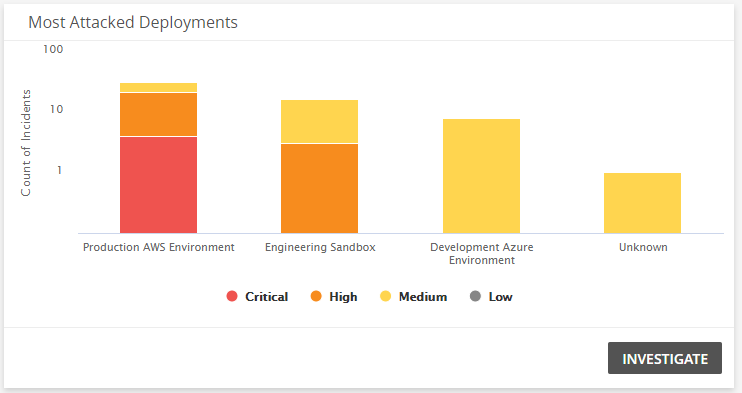 Most Attacked Deployments
100
10
1
Count of Incidents
Production AWS Environment
Engineering Sandbox
Development Azure
Environment
Unknown
Critical
High
Medium
Low
INVESTIGATE